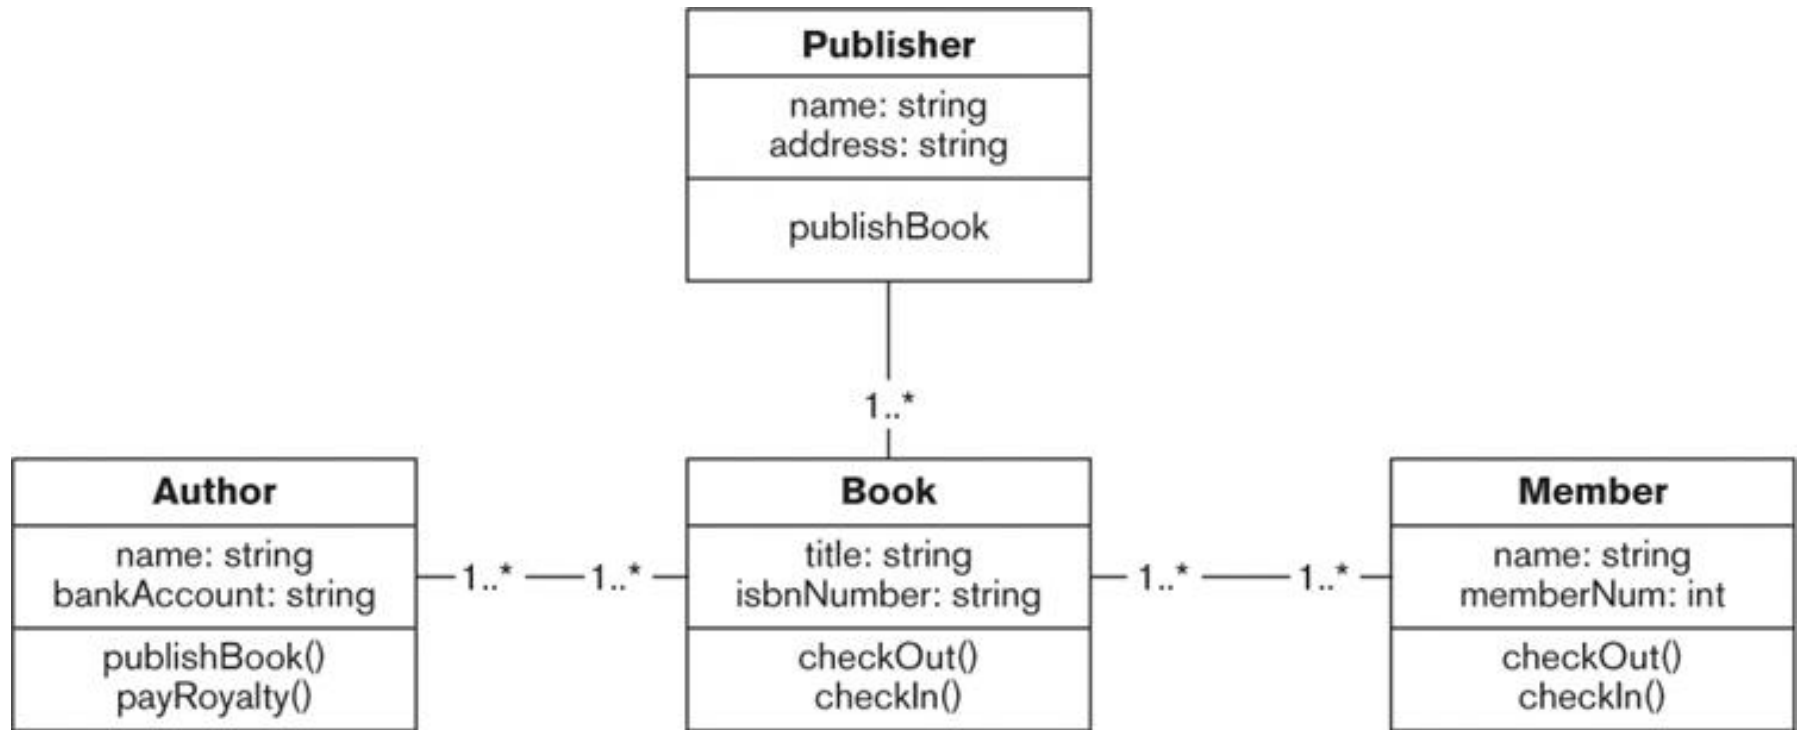 Publisher
name: string
address: string
publishBook
1..*
Author
name: string
bankAccount: string
publishBook()
payRoyalty()
1..*
1..*
Book
title: string
isbnNumber: string
checkOut()
checkIn()
1..*
1..*
Member
name: string
memberNum: int
checkOut()
checkIn()